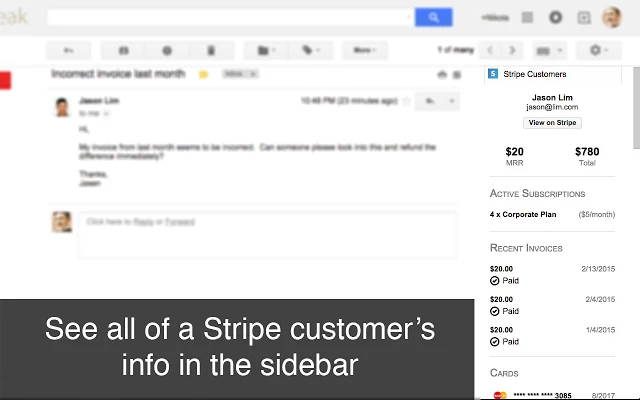 eak
+Nikola
More
1 of many
Incorrect invoice last month
Inbox x
Stripe Customers
Jason Lim
jason@lim.com
View on Stripe
$20 $780
MRR Total
ACTIVE SUBSCRIPTIONS
4 x Corporate Plan ($5/month)
RECENT INVOICES
$20.00 2/13/2015
Paid
$20.00 2/4/2015
Paid
$20.00 1/4/2015
Paid
CARDS
**** **** **** 3085 8/2017
Jason Lim 10:48 PM (23 minutes ago)
to me
Hi,
My invoice from last month seems to be incorrect. Can someone please look into this and refund the
difference immediately?
Thanks,
Jason
Click here to Reply or Forward
See all of a Stripe customer's
info in the sidebar